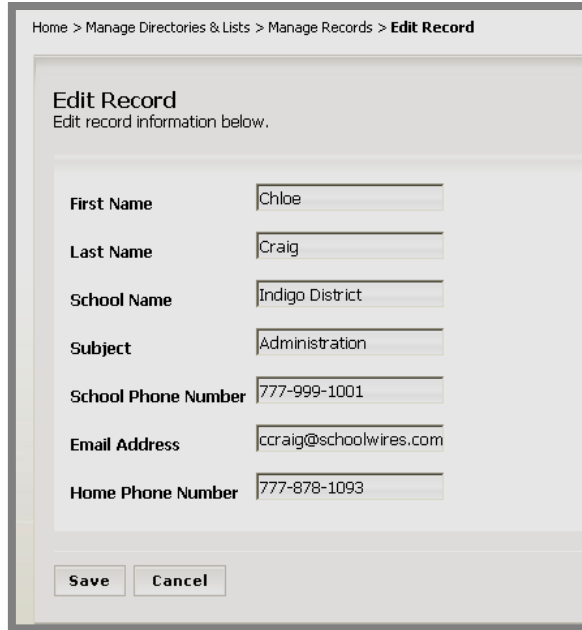 Home > Manage Directories & Lists > Manage Records > Edit Record
Edit Record
Edit record information below.
First Name Chloe
Last Name Craig
School Name Indigo District
Subject Administration
School Phone Number 777-999-1001
Email Address ccraig@schoolwires.com
Home Phone Number 777-878-1093
Save Cancel